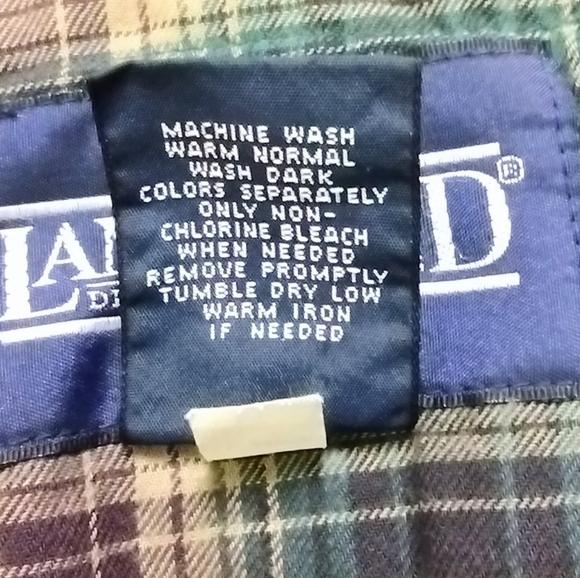 MACHINE WASH
WARM NORMAL
WASH DARK
COLORS SEPARATELY
ONLY NON-
CHLORINE BLEACH
WHEN NEEDED
REMOVE PROMPTLY
TUMBLE DRY LOW
WARM IRON
IF NEEDED